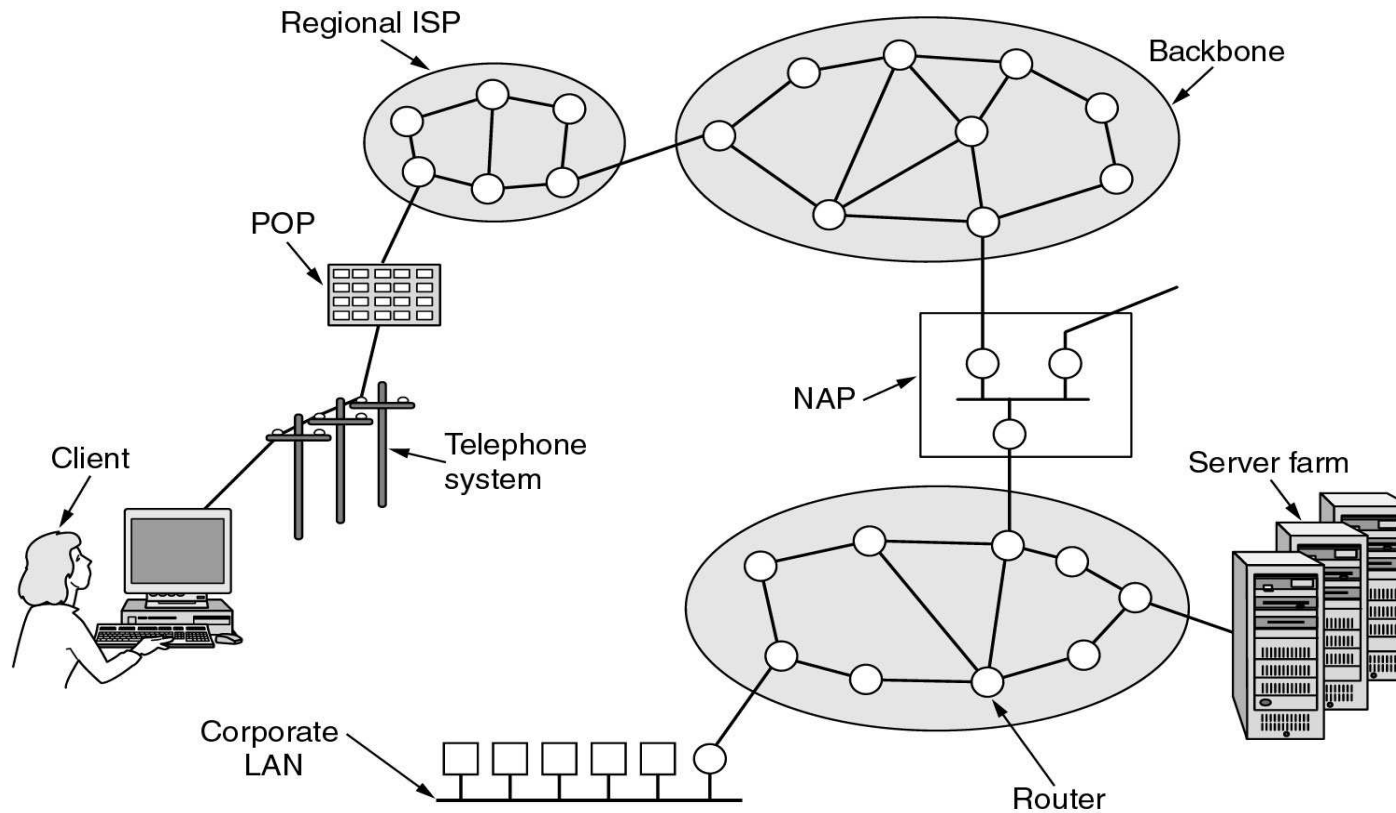 Regional ISP
Backbone
POP
NAP
Telephone
system
Client
Server farm
Corporate
LAN
Router